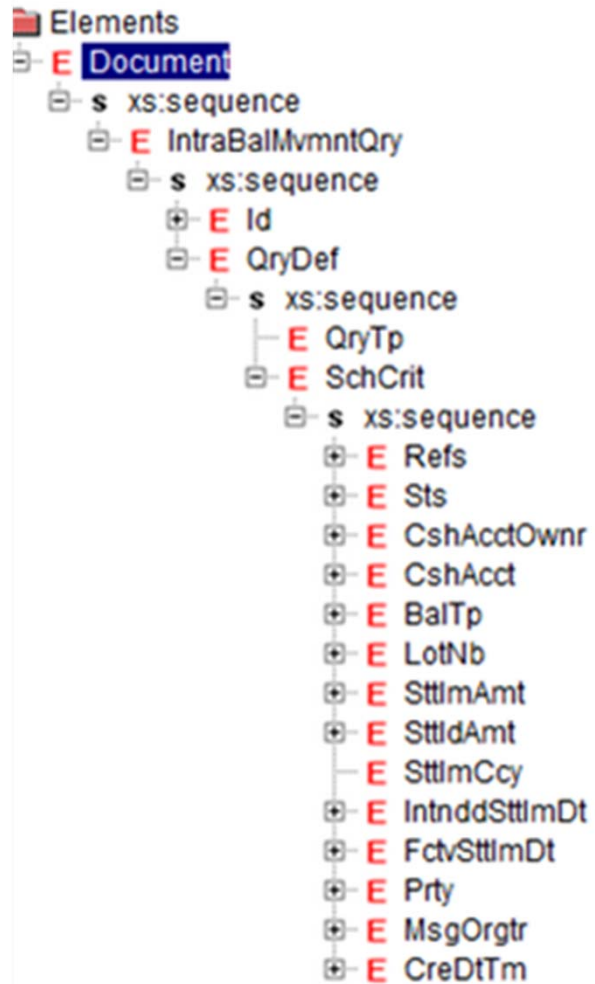 Elements
E Document
s xs:sequence
E IntraBalMvmntQry
s xs:sequence
E Id
E QryDef
s xs:sequence
E QryTp
E SchCrit
s xs:sequence
E Refs
E Sts
E CshAcctOwnr
E CshAcct
E BalTp
E LotNb
E SttlmAmt
E SttldAmt
E SttlmCcy
E IntnddSttlmDt
E FctvSttlmDt
E Prty
E MsgOrgtr
E CreDtTm